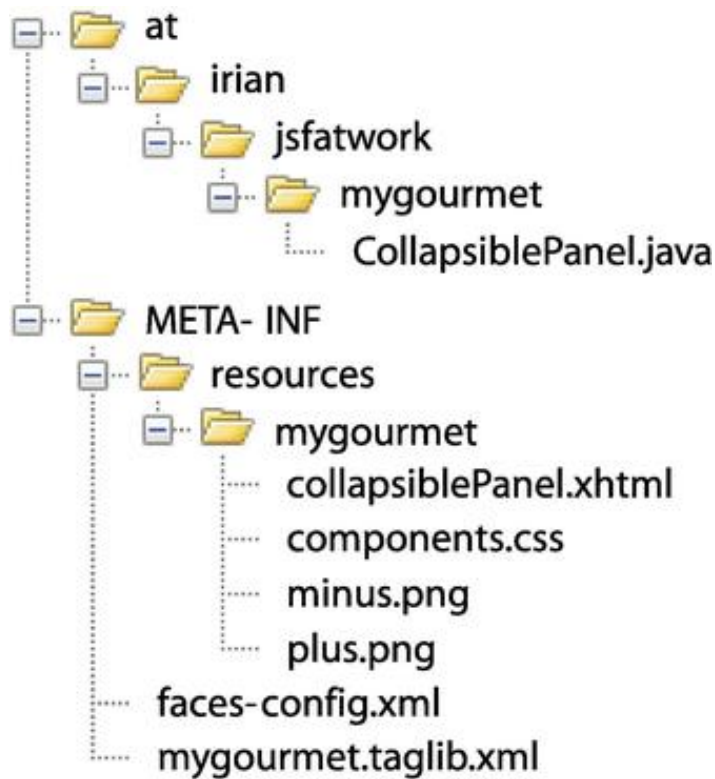 at
irian
jsfatwork
mygourmet
CollapsiblePanel.java
META- INF
resources
mygourmet
collapsiblePanel.xhtml
components.css
minus.png
plus.png
faces-config.xml
mygourmet.taglib.xml